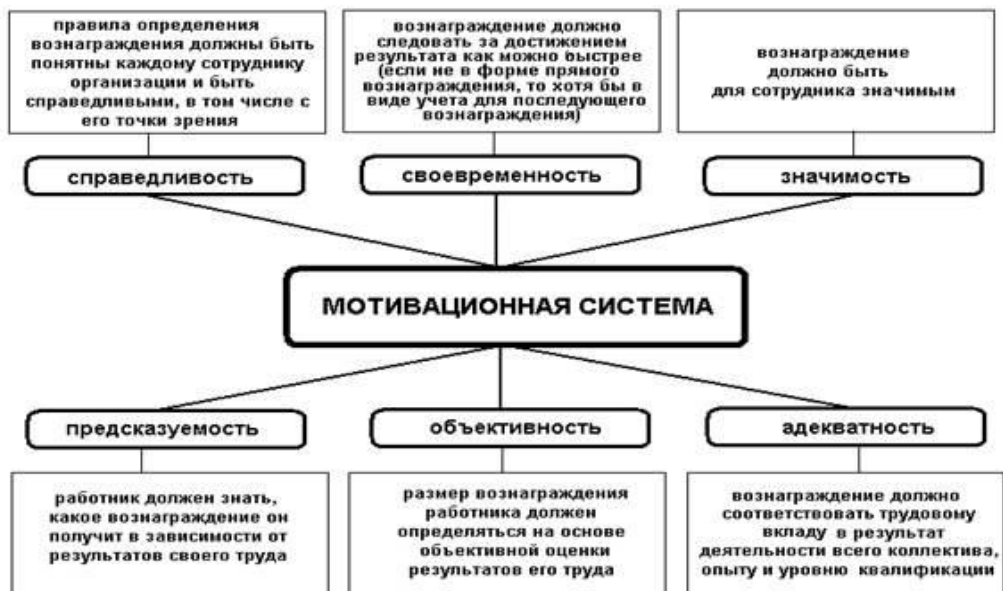 правила определения
вознаграждения должны быть
понятны каждому сотруднику
организации и быть
справедливыми, в том числе с
его точки зрения
вознаграждение должно
следовать за достижением
результата как можно быстрее
(если не в форме прямого
вознаграждения, то хотя бы в
виде учета для последующего
вознаграждения)
вознаграждение
должно быть
для сотрудника значимым
справедливость
своевременность
значимость
МОТИВАЦИОННАЯ СИСТЕМА
предсказуемость
объективность
адекватность
работник должен знать,
какое вознаграждение он
получит в зависимости от
результатов своего труда
размер вознаграждения
работника должен
определяться на основе
объективной оценки
результатов его труда
вознаграждение должно
соответствовать трудовому
вкладу в результат
деятельности всего коллектива,
опыту и уровню квалификации